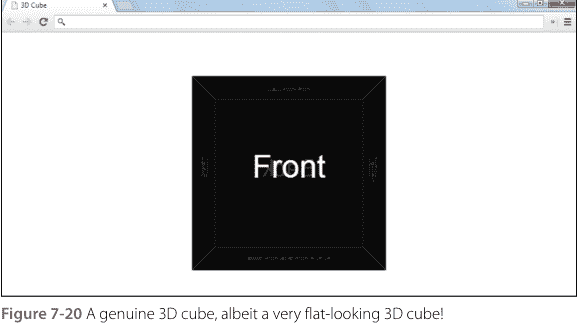 3D Cube
Front
Figure 7-20 A genuine 3D cube, albeit a very flat-looking 3D cube!